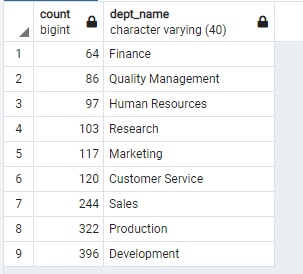 count dept_name
bigint character varying (40)
1 64 Finance
2 86 Quality Management
3 97 Human Resources
4 103 Research
5 117 Marketing
6 120 Customer Service
7 244 Sales
8 322 Production
9 396 Development